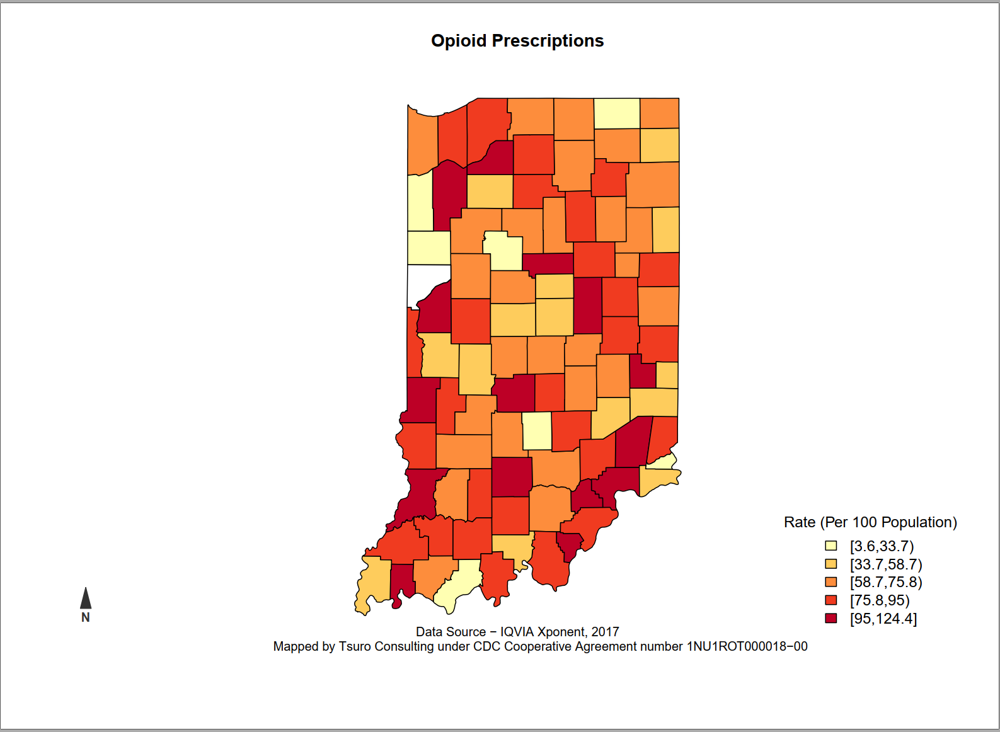 Opioid Prescriptions
Rate (Per 100 Population)
[3.6,33.7)
[33.7,58.7)
[58.7,75.8)
[75.8,95)
[95,124.4]
N
Data Source − IQVIA Xponent, 2017
Mapped by Tsuro Consulting under CDC Cooperative Agreement number 1NU1ROT000018−00